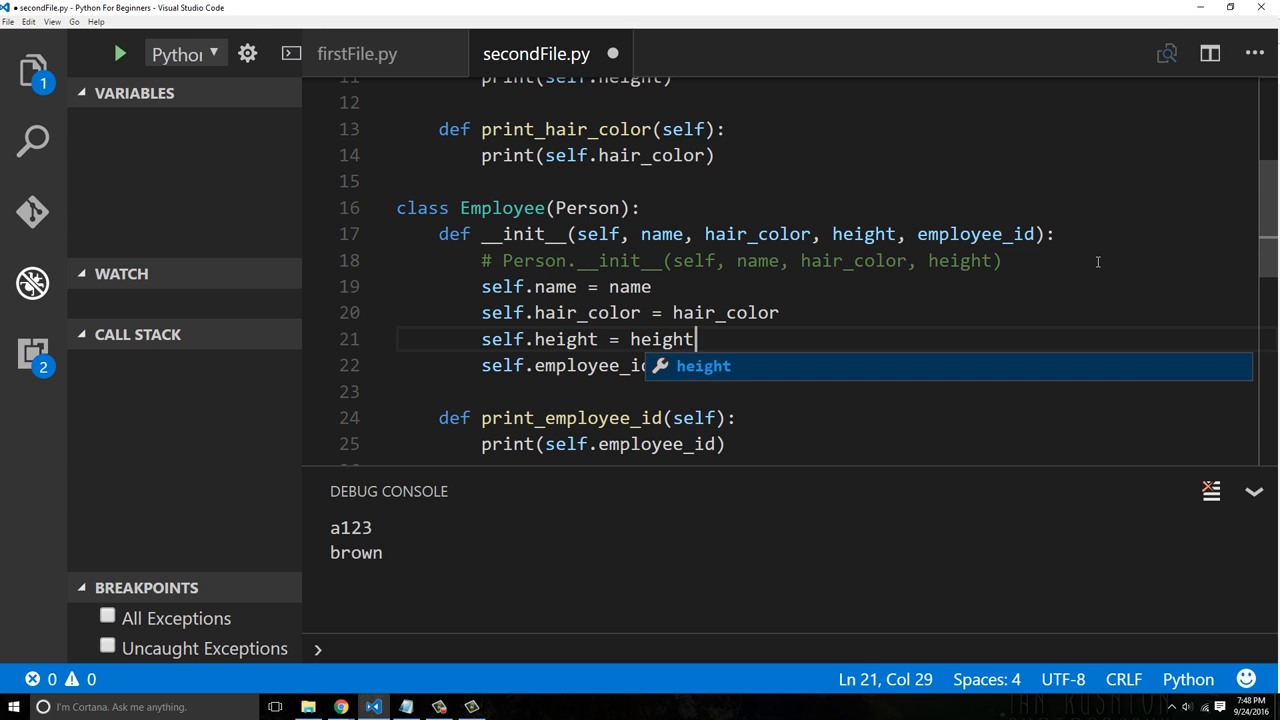 ● secondFile.py - Python For Beginners - Visual Studio Code
File Edit View Go Help
Pythor
firstFile.py
secondFile.py
1
VARIABLES
11 print(self.height)
12
13 def print_hair_color(self):
14 print(self.hair_color)
15
16 class Employee(Person):
17 def __init__(self, name, hair_color, height, employee_id):
18 # Person.__init__(self, name, hair_color, height)
19 self.name = name
20 self.hair_color = hair_color
21 self.height = height
height
22 self.employee_i
23
24 def print_employee_id(self):
25 print(self.employee_id)
WATCH
CALL STACK
2
DEBUG CONSOLE
a123
brown
BREAKPOINTS
All Exceptions
Uncaught Exceptions
0 0
Ln 21, Col 29 Spaces: 4 UTF-8 CRLF Python
I'm Cortana. Ask me anything.
IAN RUSHTON
7:48 PM
9/24/2016